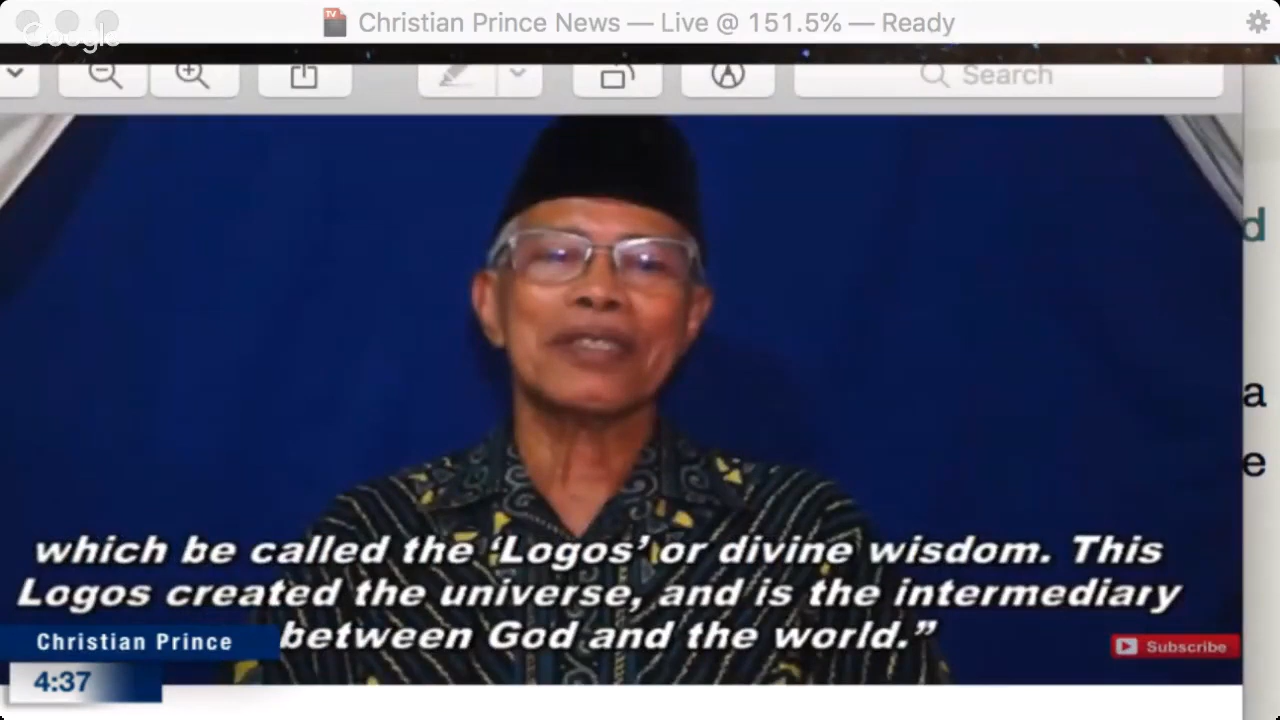 Google
Christian Prince News — Live @ 151.5% — Ready
Search
d
a
e
which be called the ‘Logos’ or divine wisdom. This
Logos created the universe, and is the intermediary
between God and the world.”
Christian Prince
Subscribe
4:37